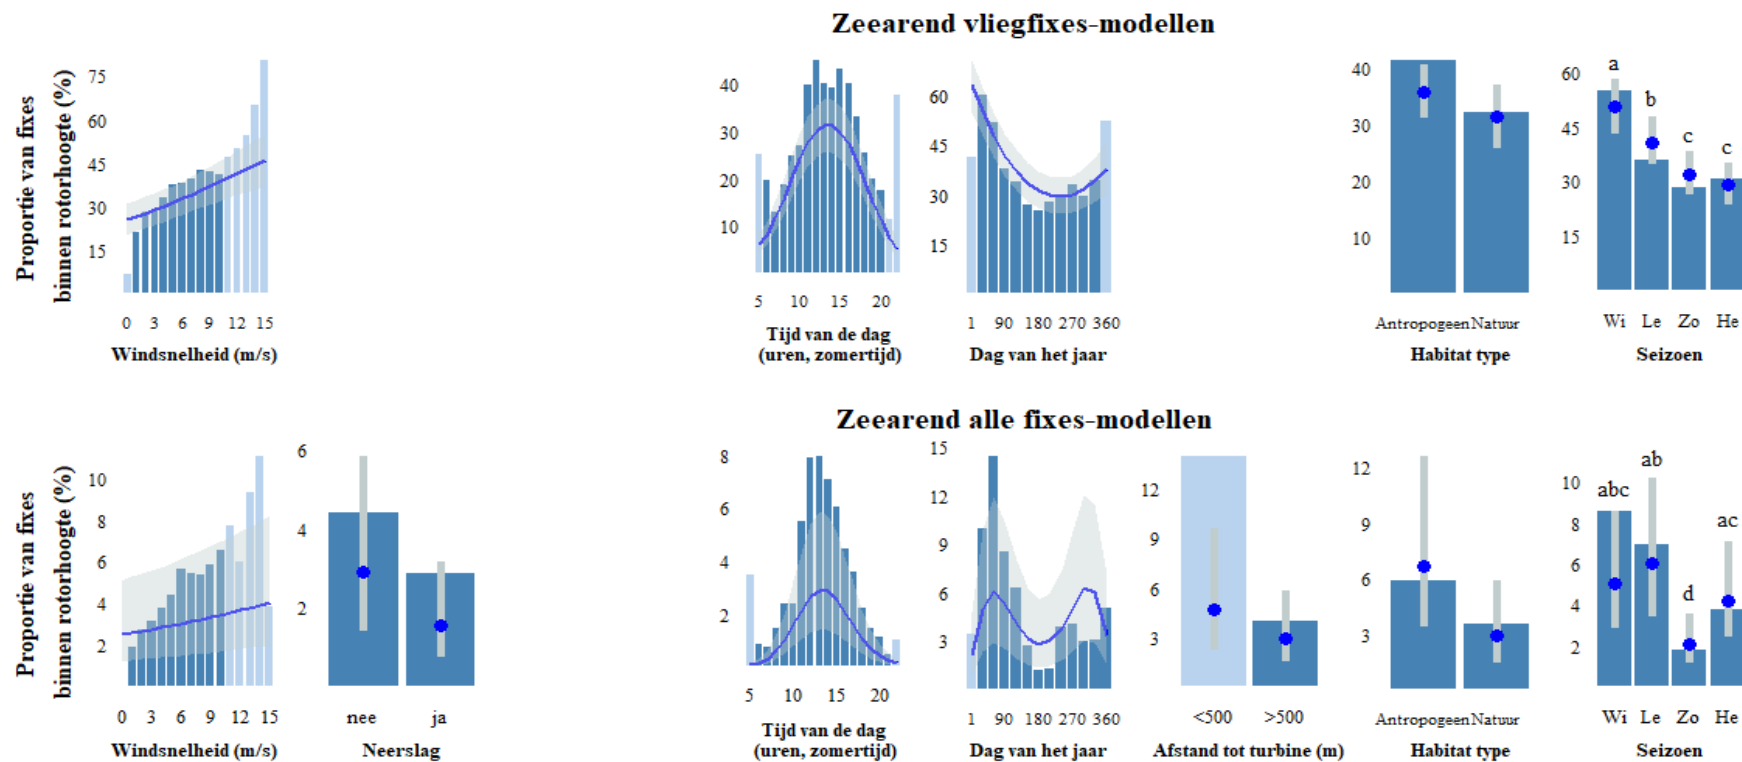 Zeearend vliegfixes-modellen
Proportie van fixes
binnen rotorhoogte (%)
75
60
45
30
15
0 3 6 9 12 15
Windsnelheid (m/s)
40
30
20
10
5 10 15 20
Tijd van de dag
(uren, zomertijd)
60
45
30
15
1 90 180 270 360
Dag van het jaar
40
30
20
10
Antropogeen Natuur
Habitat type
60
45
30
15
a
b
c
c
Wi Le Zo He
Seizoen
Zeearend alle fixes-modellen
Proportie van fixes
binnen rotorhoogte (%)
10
8
6
4
2
0 3 6 9 12 15
Windsnelheid (m/s)
6
4
2
nee ja
Neerslag
8
6
4
2
5 10 15 20
Tijd van de dag
(uren, zomertijd)
15
12
9
6
3
1 90 180 270 360
Dag van het jaar
12
9
6
3
<500 >500
Afstand tot turbine (m)
12
9
6
3
Antropogeen Natuur
Habitat type
10
8
6
4
2
abc
ab
d
ac
Wi Le Zo He
Seizoen